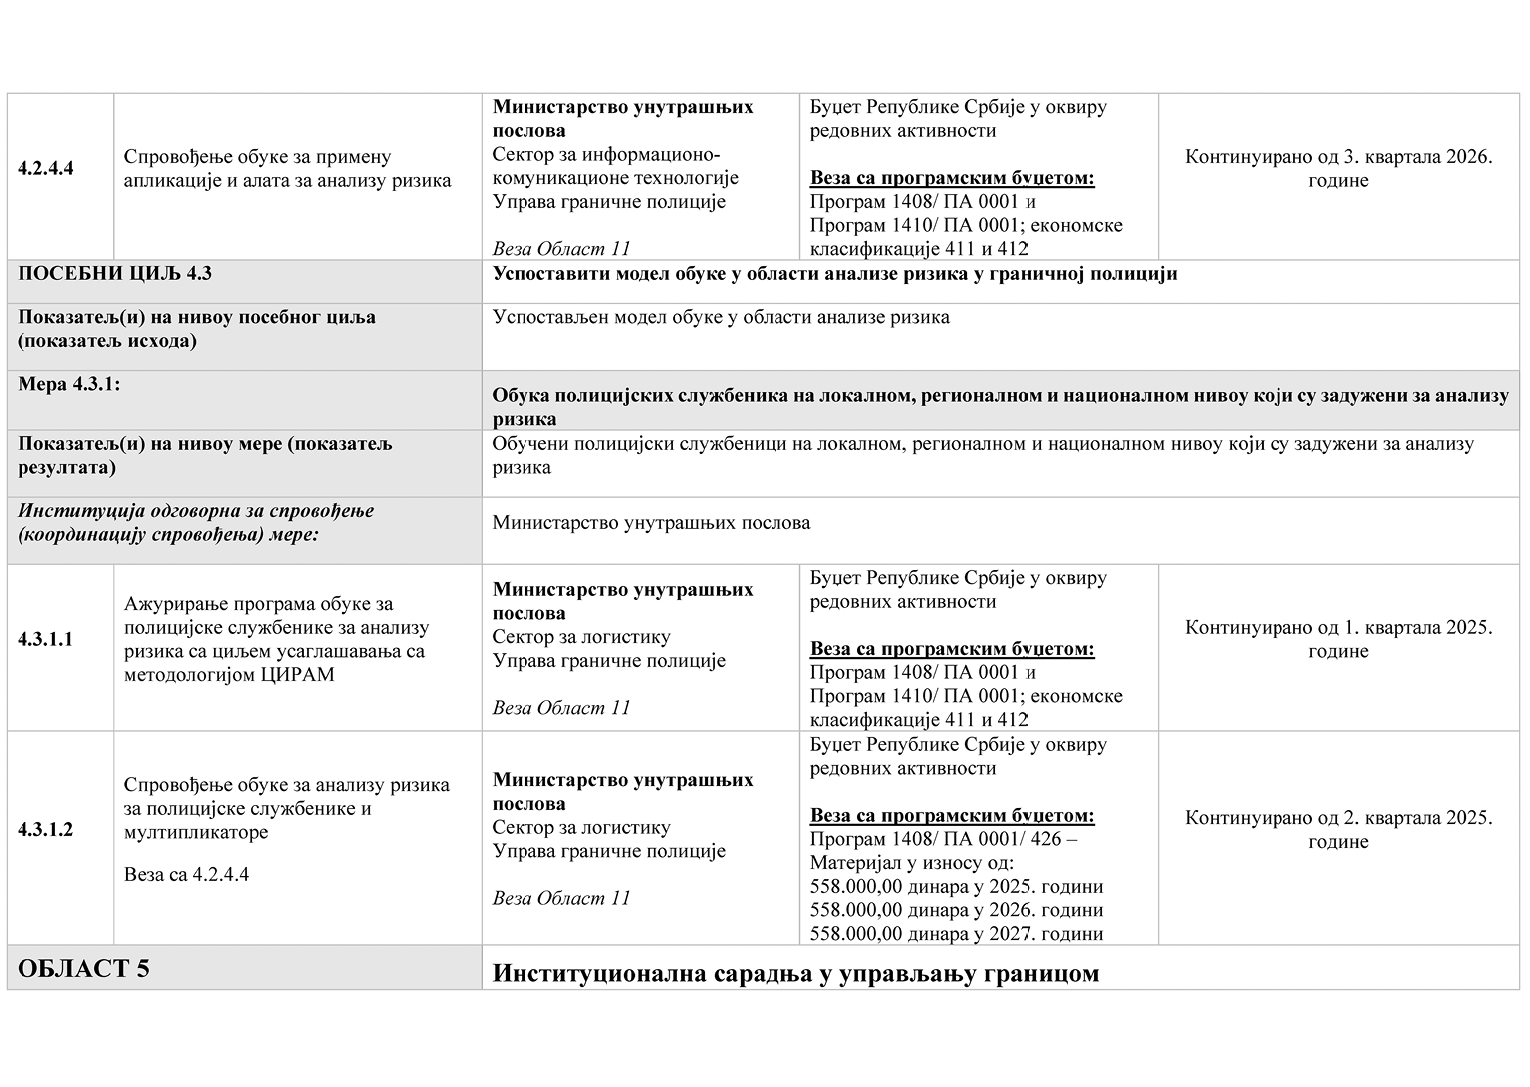 4.2.4.4
Спровођење обуке за примену
апликације и алата за анализу ризика
Министарство унутрашњих
послова
Сектор за информационо-
комуникационе технологије
Управа граничне полиције
Веза Област 11
Буџет Републике Србије у оквиру
редовних активности
Веза са програмским буџетом:
Програм 1408/ ПА 0001 и
Програм 1410/ ПА 0001; економске
класификације 411 и 412
Континуирано од 3. квартала 2026.
године
ПОСЕБНИ ЦИЉ 4.3
Успоставити модел обуке у области анализе ризика у граничној полицији
Показатељ(и) на нивоу посебног циља
(показатељ исхода)
Успостављен модел обуке у области анализе ризика
Мера 4.3.1:
Обука полицијских службеника на локалном, регионалном и националном нивоу који су задужени за анализу
ризика
Показатељ(и) на нивоу мере (показатељ
резултата)
Обучени полицијски службеници на локалном, регионалном и националном нивоу који су задужени за анализу
ризика
Институција одговорна за спровођење
(координацију спровођења) мере:
Министарство унутрашњих послова
4.3.1.1
Ажурирање програма обуке за
полицијске службенике за анализу
ризика са циљем усаглашавања са
методологијом ЦИРАМ
Министарство унутрашњих
послова
Сектор за логистику
Управа граничне полиције
Веза Област 11
Буџет Републике Србије у оквиру
редовних активности
Веза са програмским буџетом:
Програм 1408/ ПА 0001 и
Програм 1410/ ПА 0001; економске
класификације 411 и 412
Континуирано од 1. квартала 2025.
године
4.3.1.2
Спровођење обуке за анализу ризика
за полицијске службенике и
мултипликаторе
Веза са 4.2.4.4
Министарство унутрашњих
послова
Сектор за логистику
Управа граничне полиције
Веза Област 11
Буџет Републике Србије у оквиру
редовних активности
Веза са програмским буџетом:
Програм 1408/ ПА 0001/ 426 –
Материјал у износу од:
558.000,00 динара у 2025. години
558.000,00 динара у 2026. години
558.000,00 динара у 2027. години
Континуирано од 2. квартала 2025.
године
ОБЛАСТ 5
Институционална сарадња у управљању границом